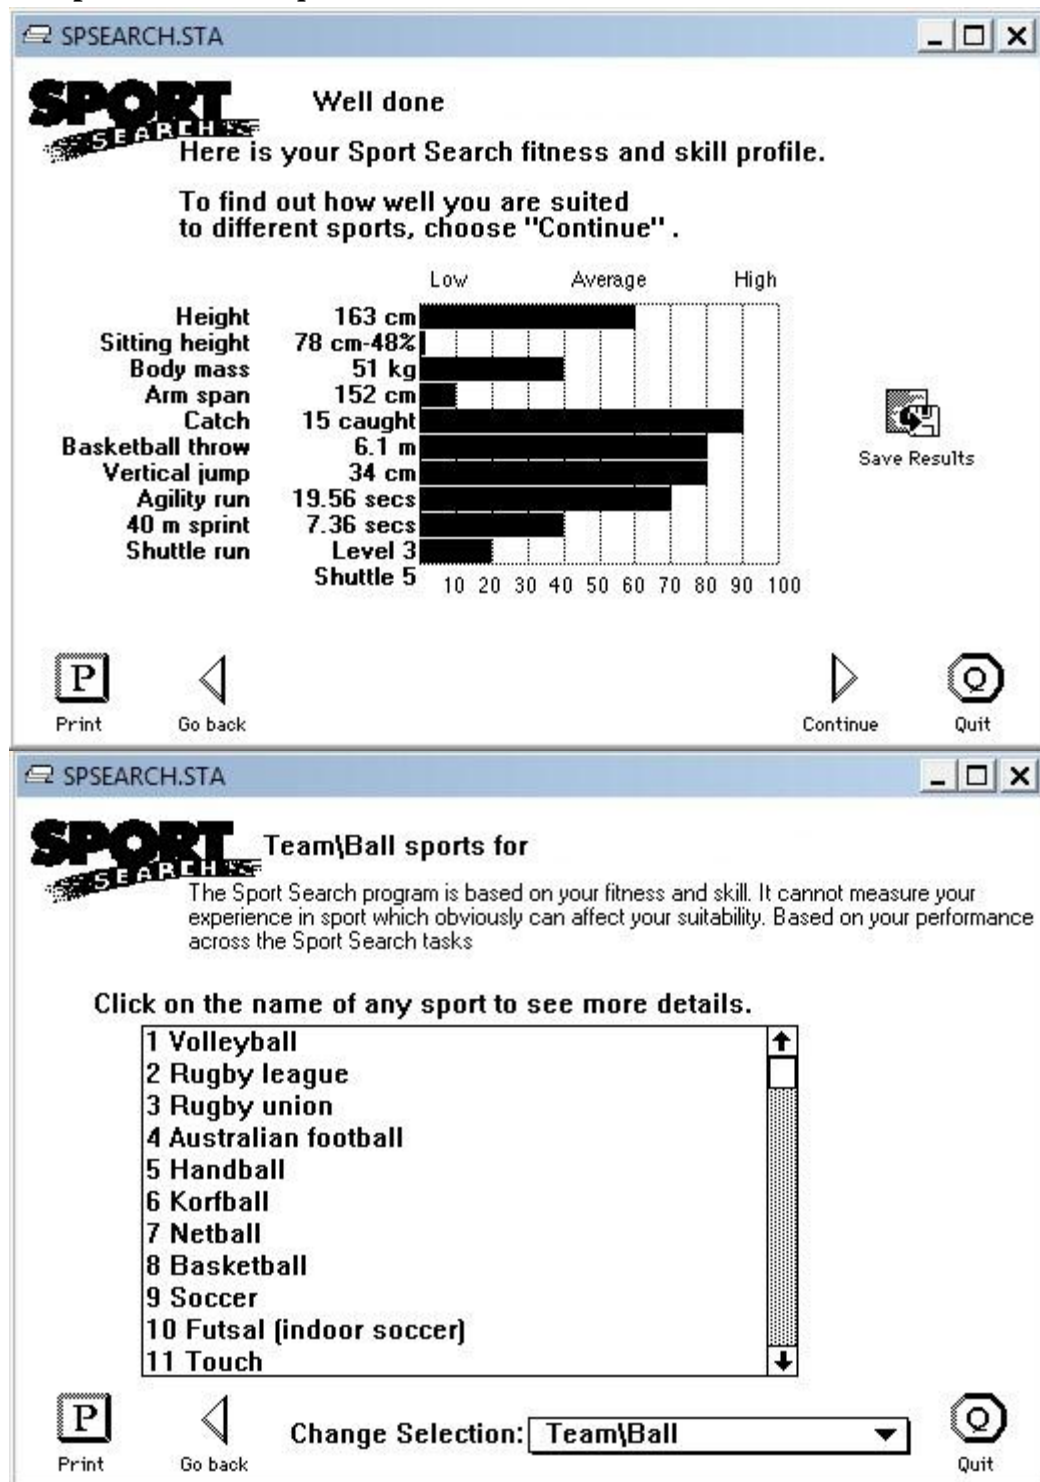 SPSEARCH.STA
SPORT
SEARCH
Well done
Here is your Sport Search fitness and skill profile.
To find out how well you are suited
to different sports, choose "Continue" .
Low Average High
Height 163 cm
Sitting height 78 cm-48%
Body mass 51 kg
Arm span 152 cm
Catch 15 caught
Basketball throw 6.1 m
Vertical jump 34 cm
Agility run 19.56 secs
40 m sprint 7.36 secs
Shuttle run Level 3
Shuttle 5
10 20 30 40 50 60 70 80 90 100
Save Results
P
Print
Go back
Continue
Q
Quit
SPSEARCH.STA
SPORT
SEARCH
Team\Ball sports for
The Sport Search program is based on your fitness and skill. It cannot measure your
experience in sport which obviously can affect your suitability. Based on your performance
across the Sport Search tasks
Click on the name of any sport to see more details.
1 Volleyball
2 Rugby league
3 Rugby union
4 Australian football
5 Handball
6 Korfball
7 Netball
8 Basketball
9 Soccer
10 Futsal (indoor soccer)
11 Touch
P
Print
Go back
Change Selection: Team\Ball
Q
Quit